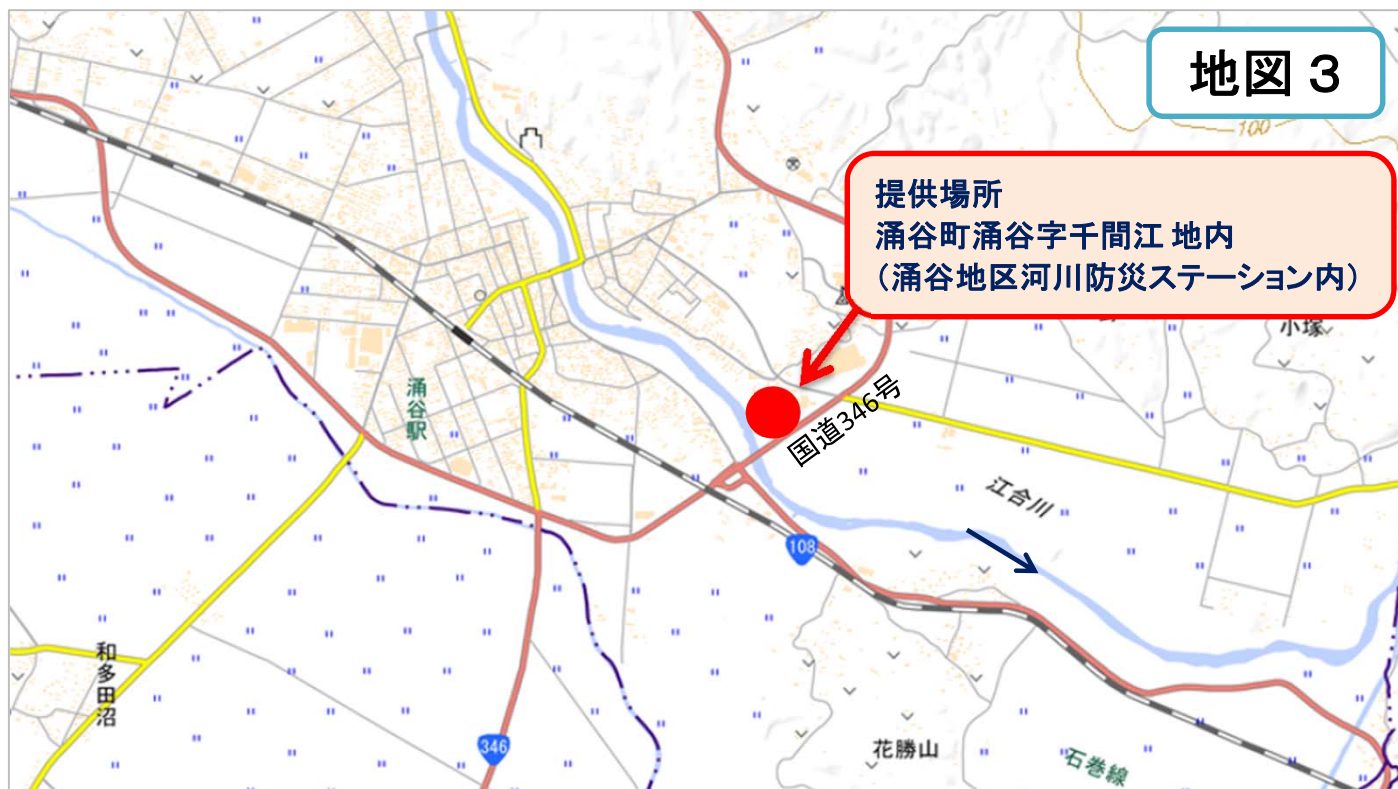 地図３
100
提供場所
涌谷町涌谷字千間江 地内
（涌谷地区河川防災ステーション内）
小塚
涌谷駅
国道346号
江合川
108
和多田沼
346
花勝山
石巻線